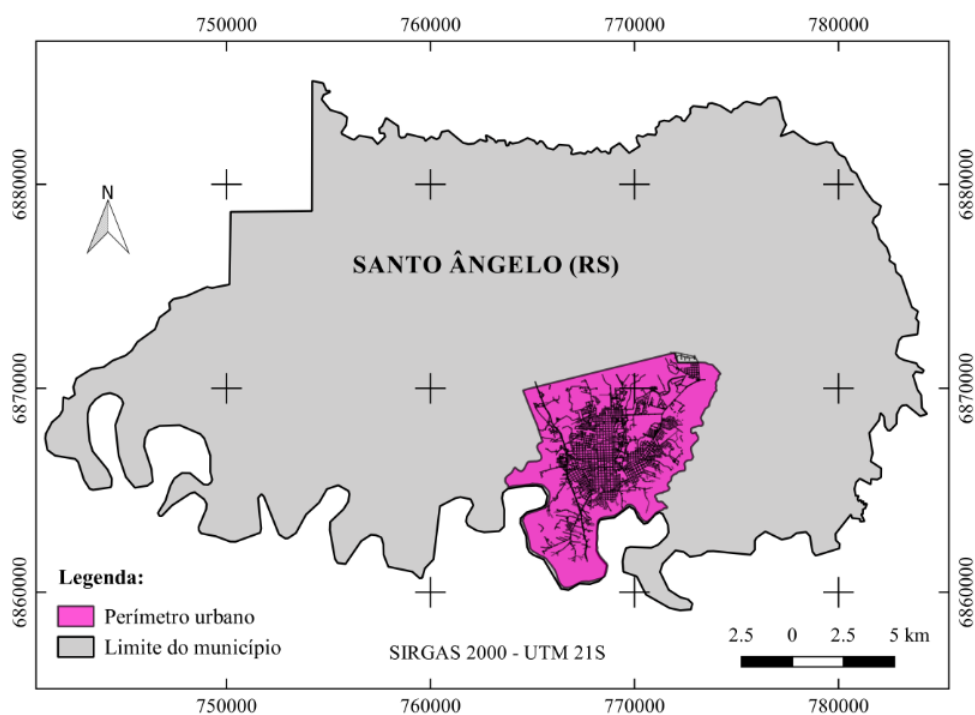 750000 760000 770000 780000
6880000 6880000
N
SANTO ÂNGELO (RS)
6870000 6870000
Legenda:
6860000 6860000
Perímetro urbano
2.5 0 2.5 5 km
Limite do município
SIRGAS 2000 - UTM 21S
750000 760000 770000 780000